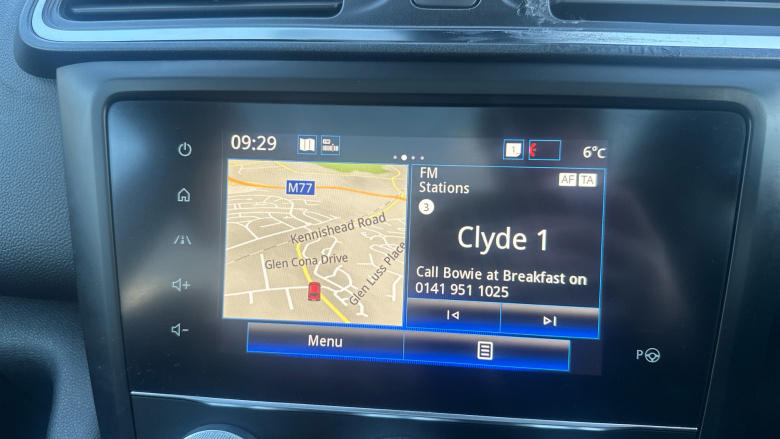 09:29
1
6°C
M77
Kennishead Road
Glen Cona Drive
Glen Luss Place
FM
Stations
AF TA
3
Clyde 1
Call Bowie at Breakfast on
0141 951 1025
Menu
P